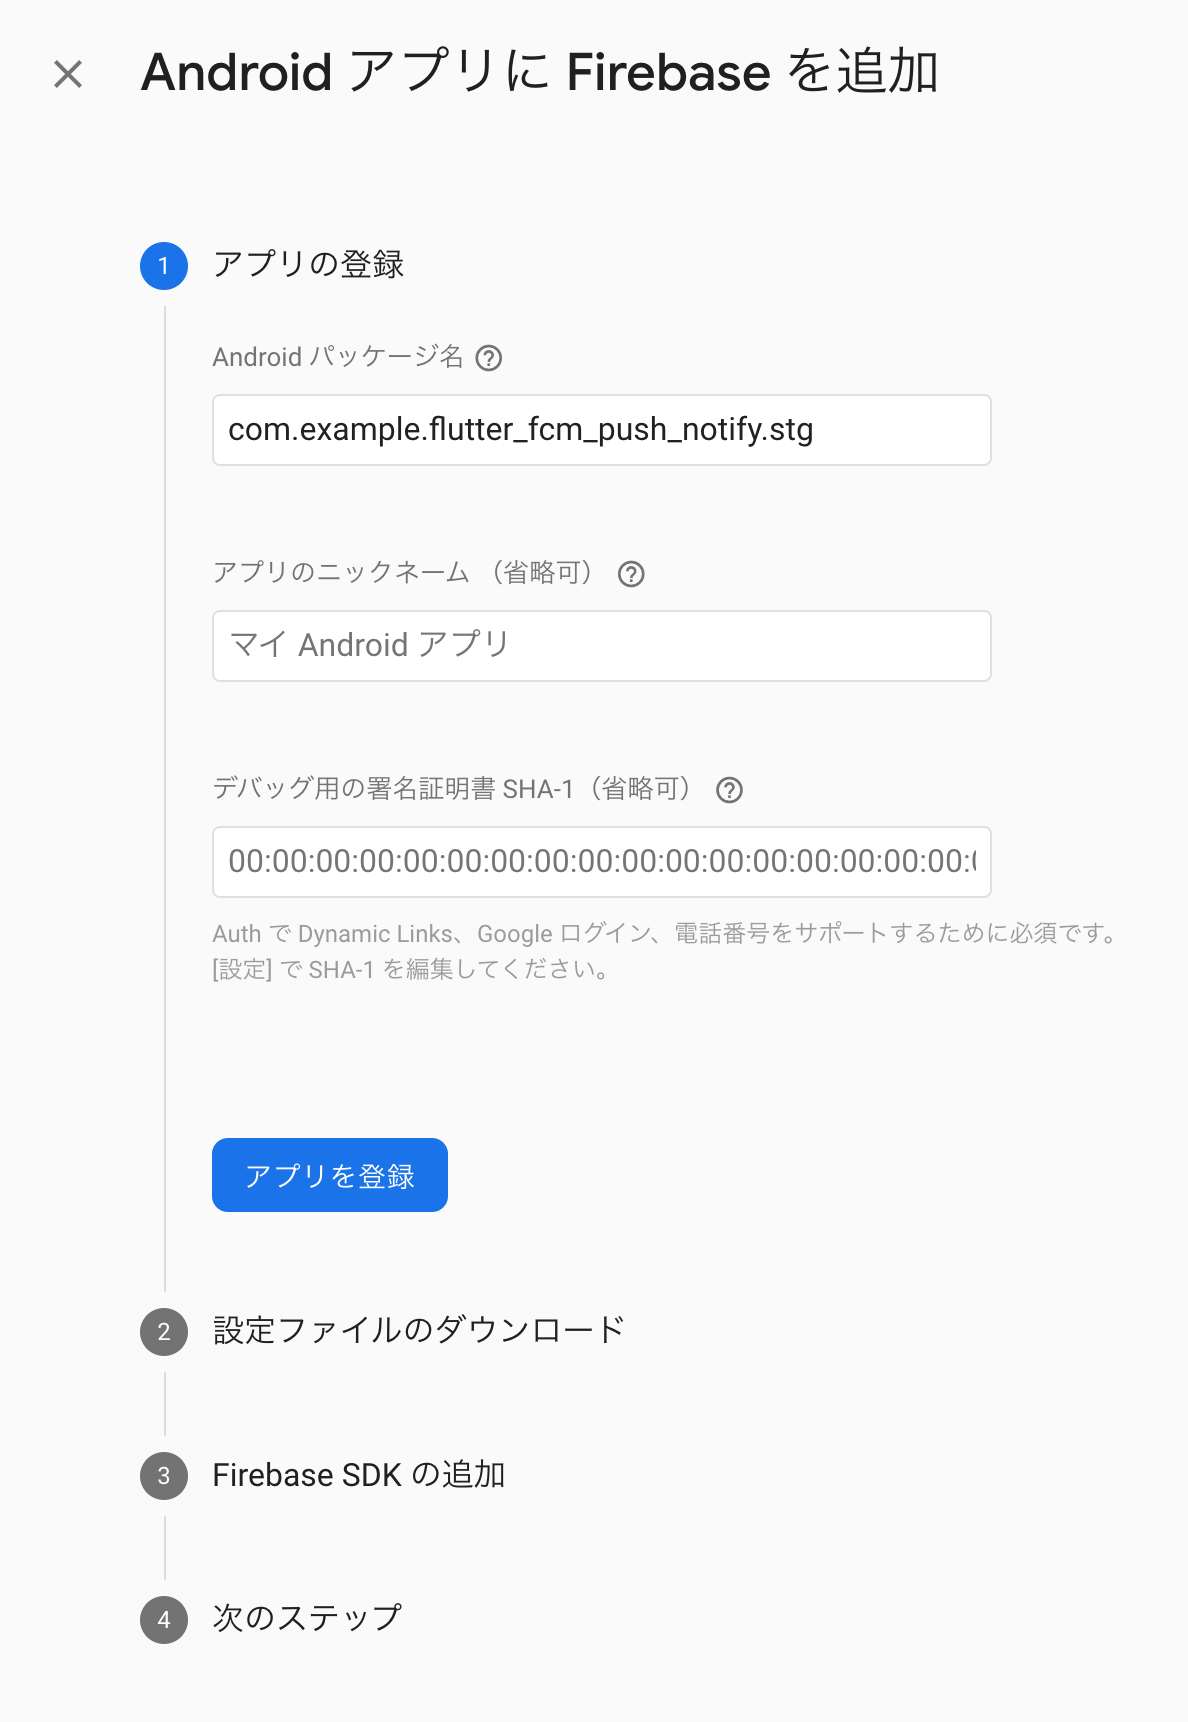 Android アプリに Firebase を追加
1
アプリの登録
Android パッケージ名
com.example.flutter_fcm_push_notify.stg
アプリのニックネーム （省略可）
マイ Android アプリ
デバッグ用の署名証明書 SHA-1（省略可）
00:00:00:00:00:00:00:00:00:00:00:00:00:00:00:00:00:0
Auth で Dynamic Links、Google ログイン、電話番号をサポートするために必須です。
[設定] で SHA-1 を編集してください。
アプリを登録
2
設定ファイルのダウンロード
3
Firebase SDK の追加
4
次のステップ